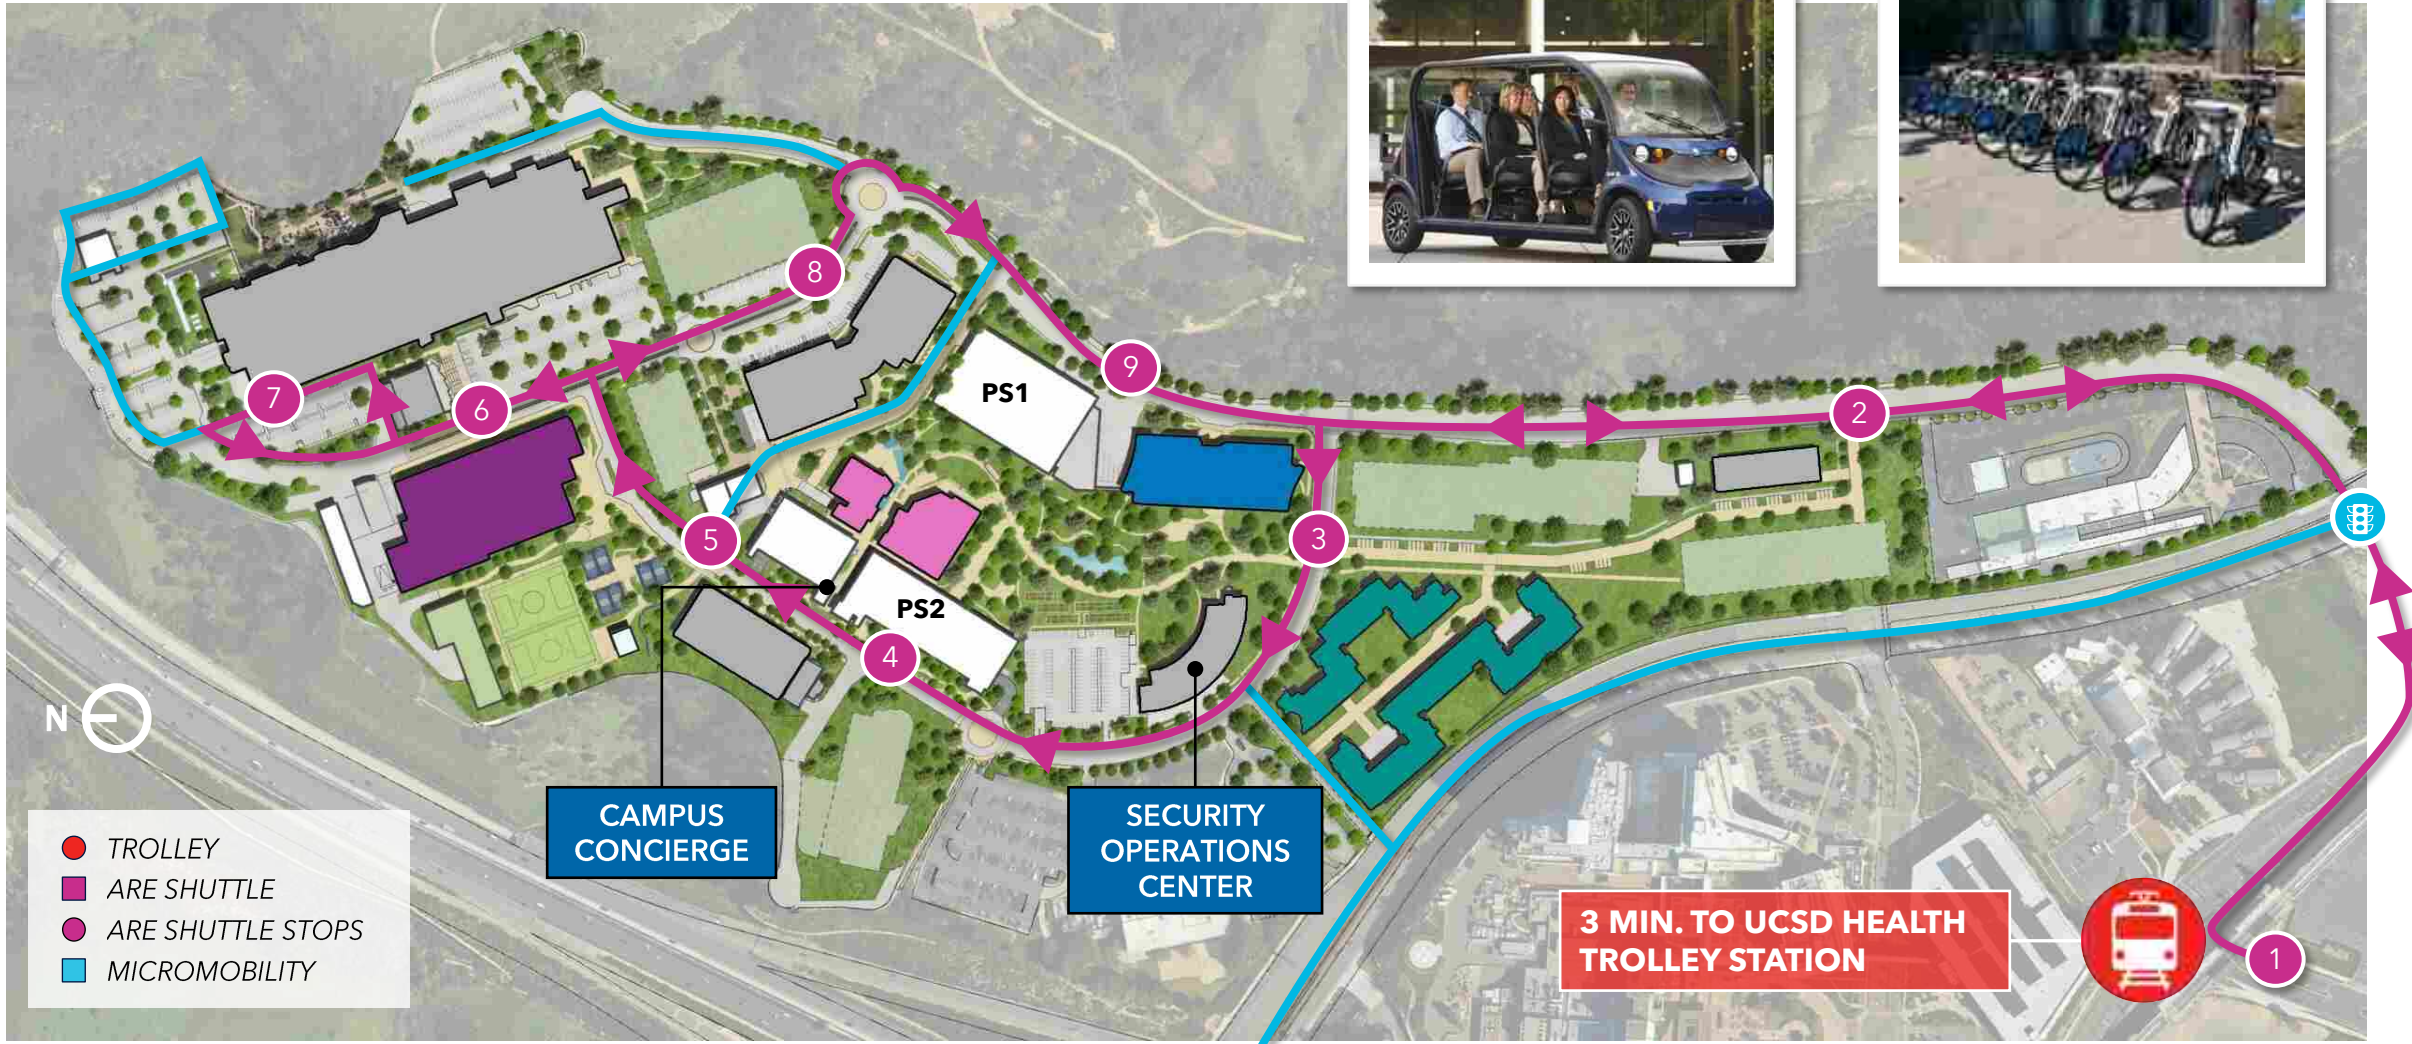 8
PS1
9
7
6
2
5
3
PS2
4
N
CAMPUS
CONCIERGE
SECURITY
OPERATIONS
CENTER
TROLLEY
ARE SHUTTLE
ARE SHUTTLE STOPS
MICROMOBILITY
3 MIN. TO UCSD HEALTH
TROLLEY STATION
1